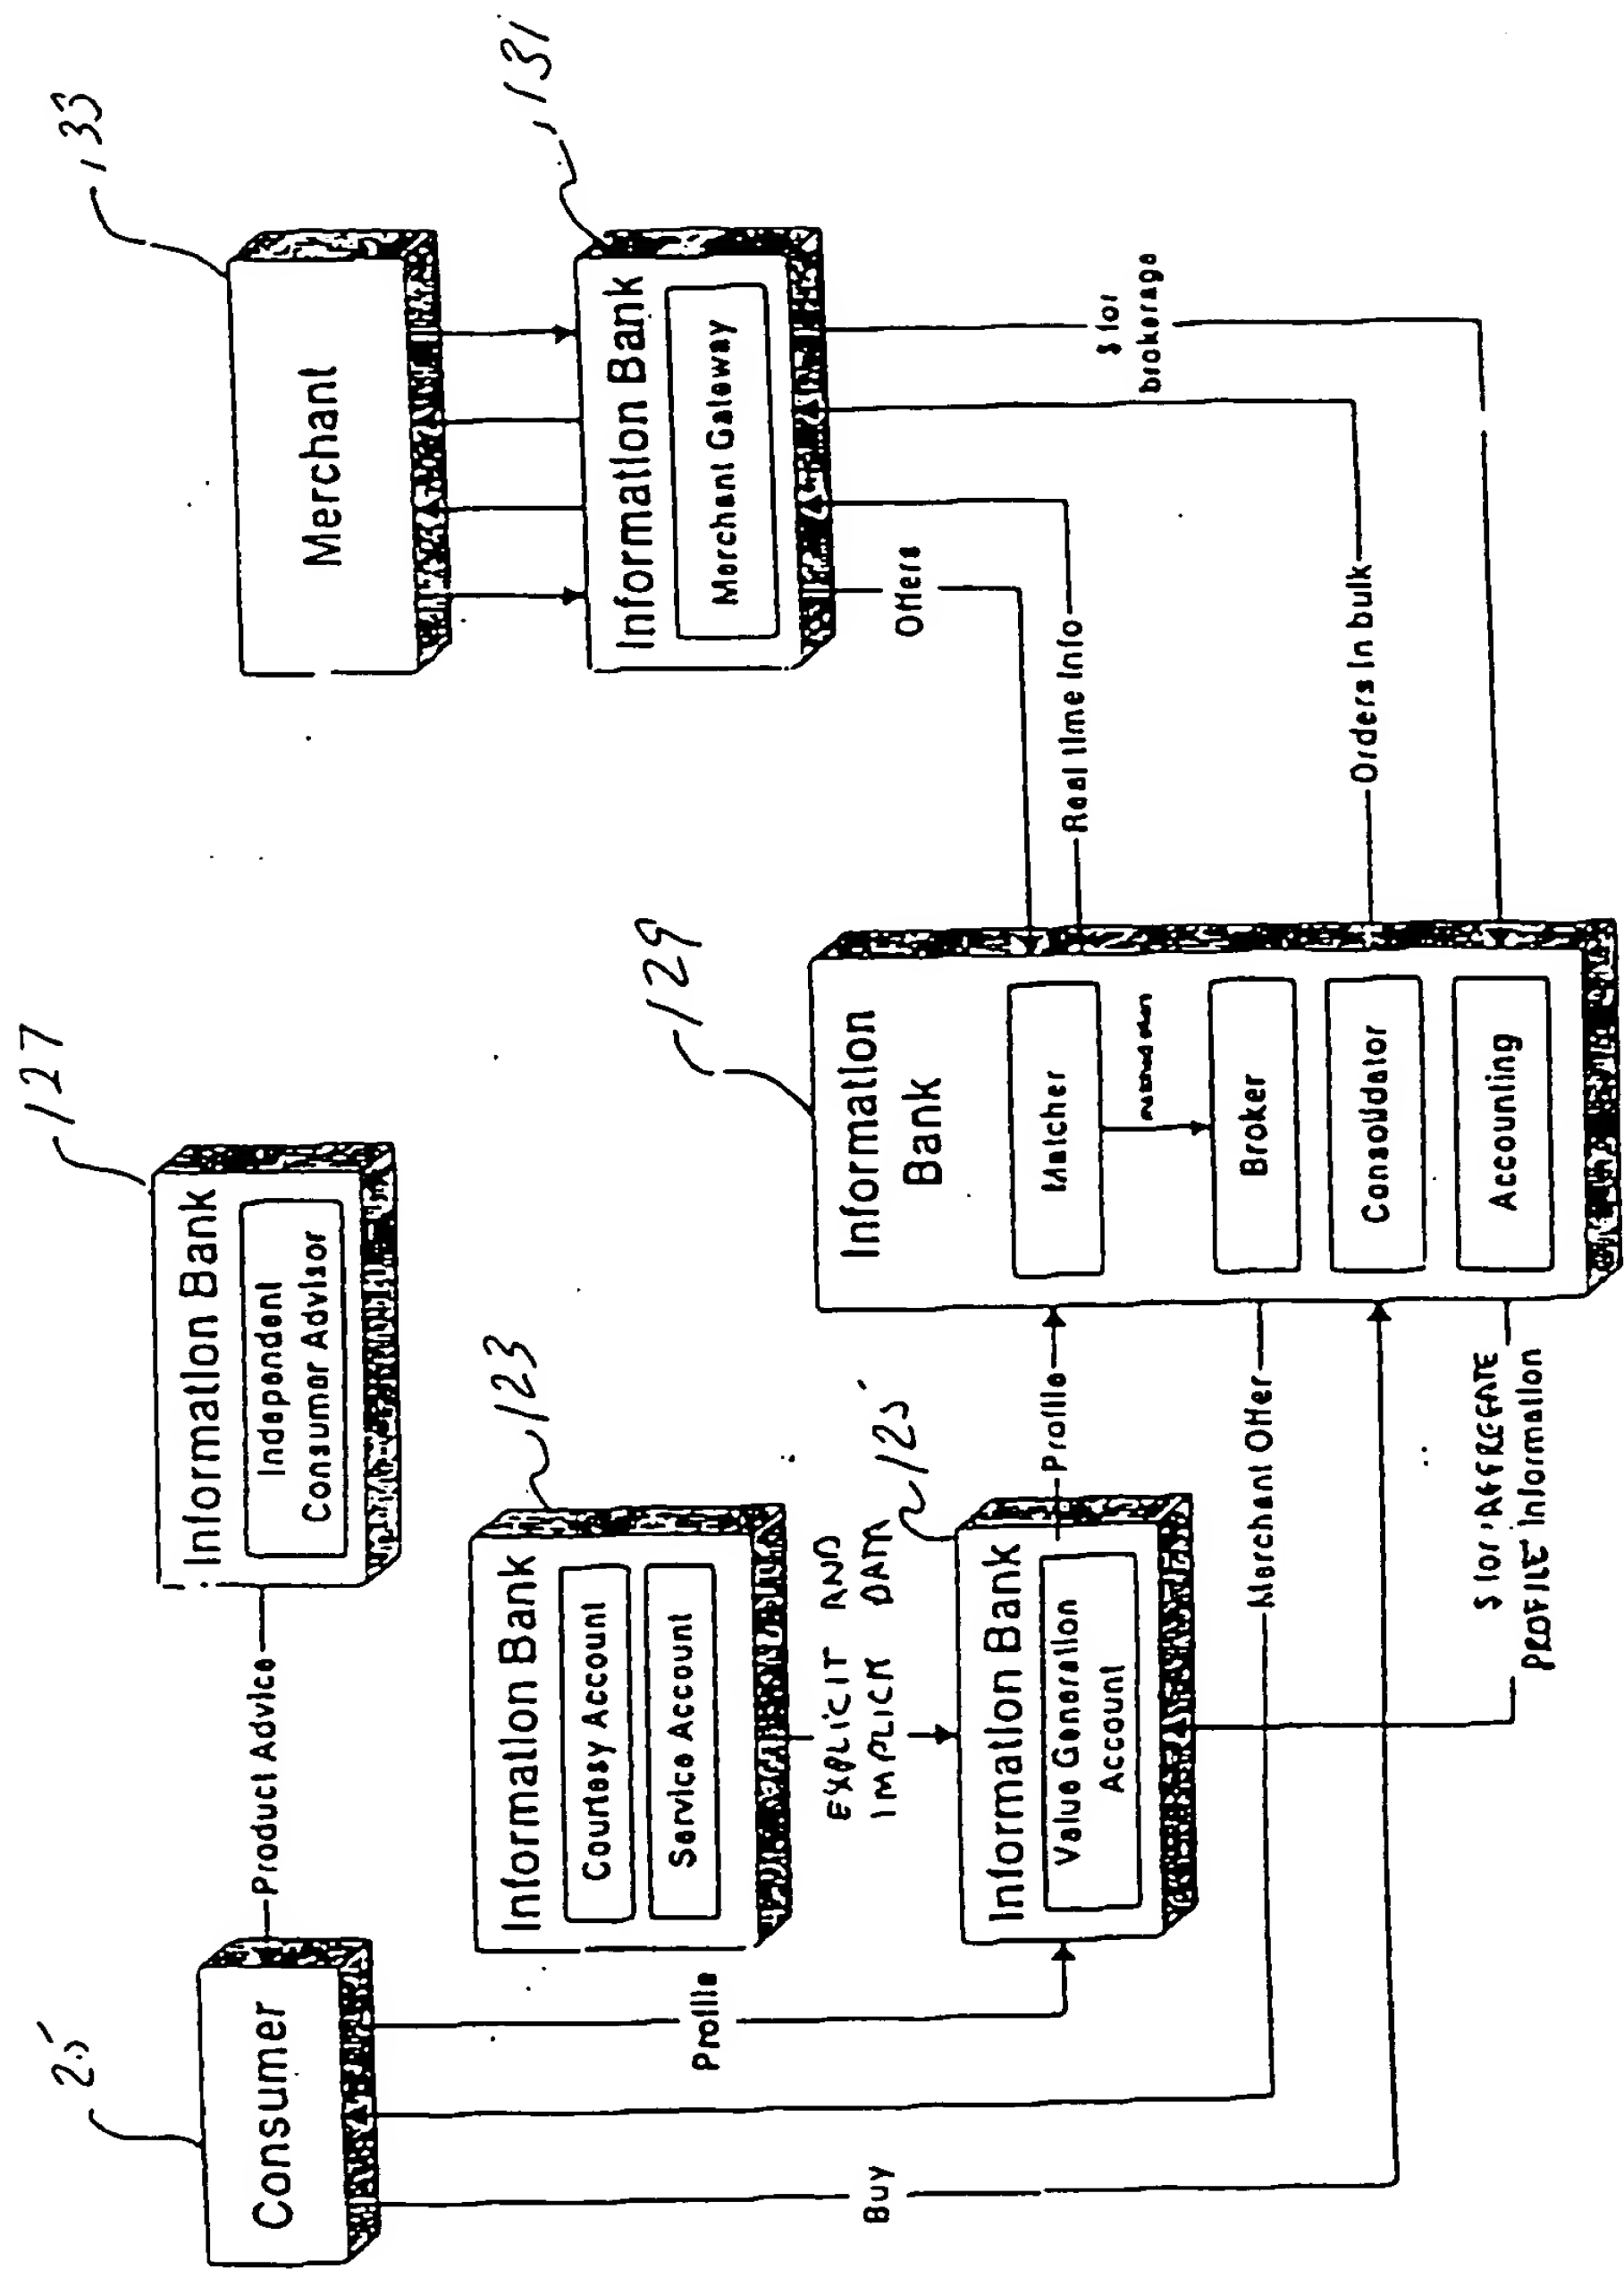 25
Consumer
Product Advice
127
Information Bank
Independent
Consumer Advisor
133
Merchant
131
Information Bank
Merchant Gateway
123
Information Bank
Courtesy Account
Service Account
EXPLICIT AND
IMPLICIT
125
Information Bank
Value Generation
Account
Profile
Profile
Merchant Offer
Buy
$ for AGGREGATE
PROFILE Information
129
Information
Bank
Matcher
Broker
Consolidator
Accounting
Offers
Real time Info
Orders In bulk
$ for
brokerage